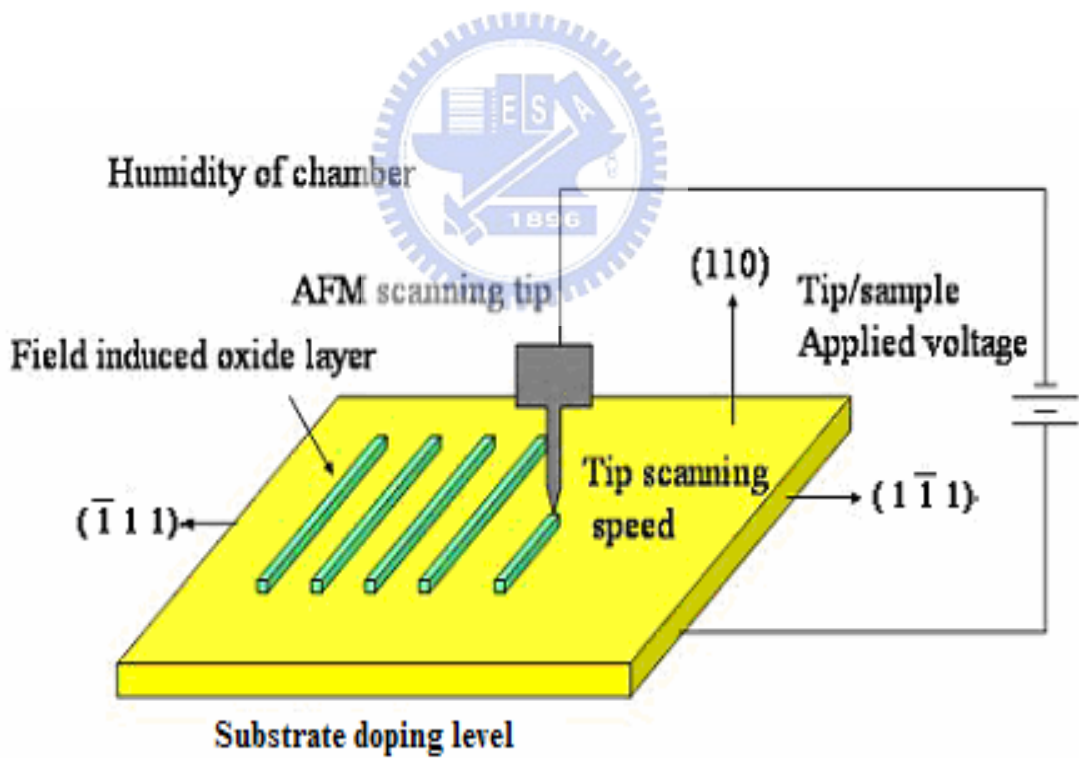 E S A
1896
Humidity of chamber
AFM scanning tip
(110)
Tip/sample
Applied voltage
Field induced oxide layer
Tip scanning
speed
(1̅ 1 1)
(1 1̅ 1)
Substrate doping level